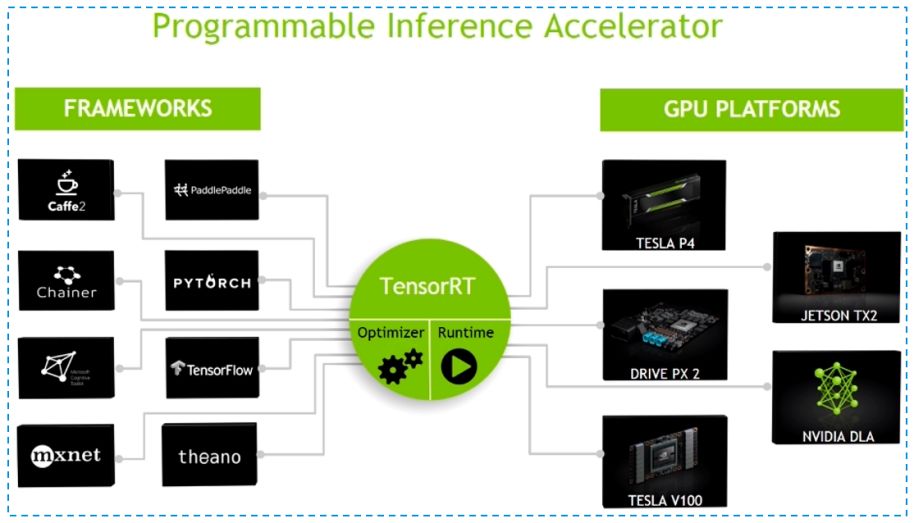 Programmable Inference Accelerator
FRAMEWORKS
GPU PLATFORMS
Caffe2
PaddlePaddle
Chainer
PYTORCH
Microsoft
Cognitive
Toolkit
TensorFlow
mxnet
theano
TensorRT
Optimizer
Runtime
TESLA
TESLA P4
JETSON TX2
DRIVE PX 2
NVIDIA DLA
TESLA V100